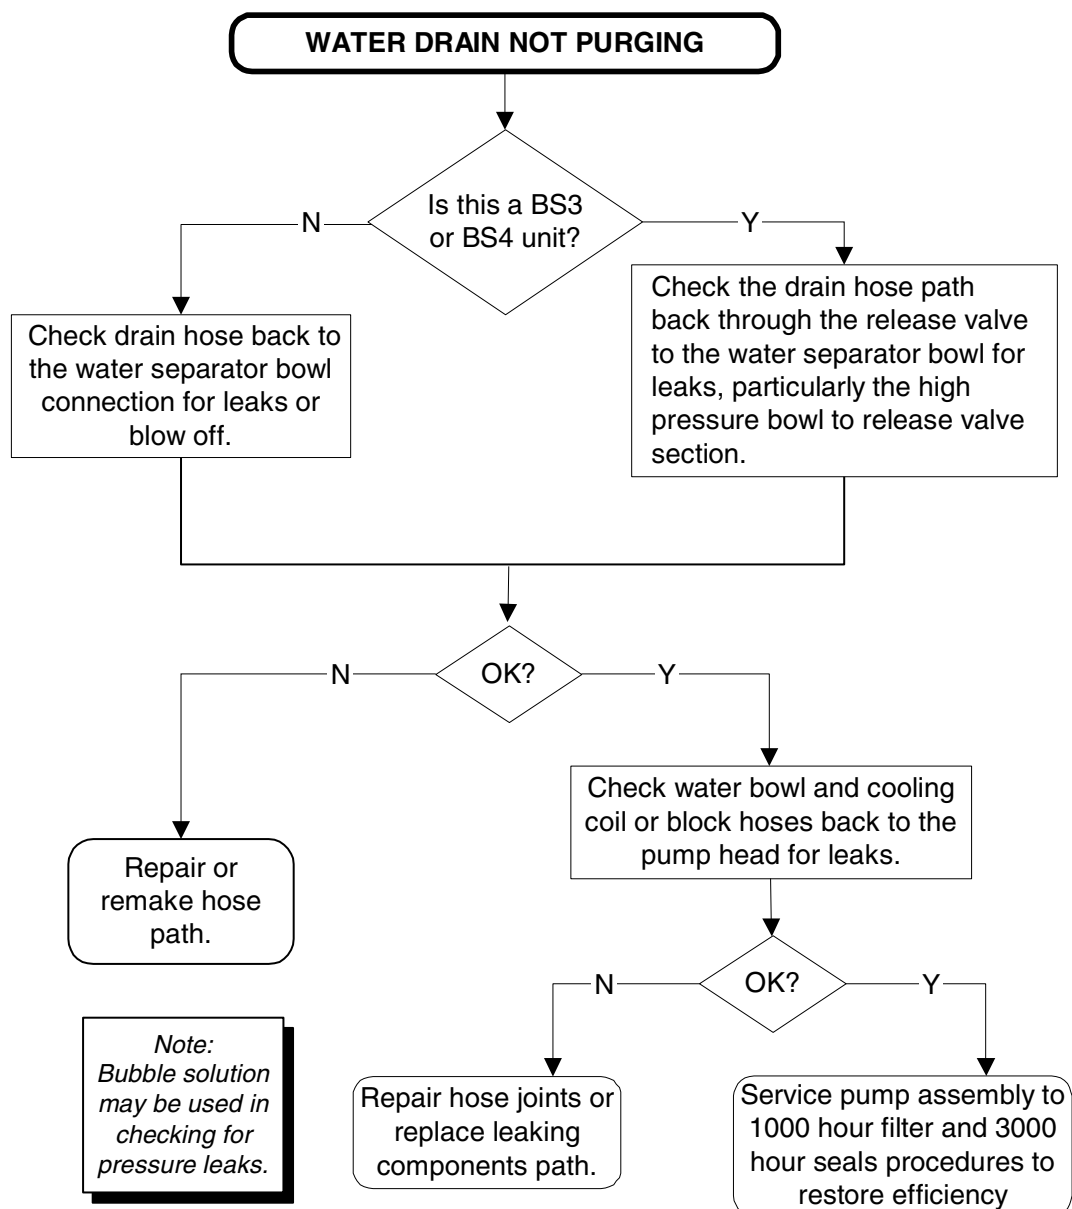 WATER DRAIN NOT PURGING
Is this a BS3
or BS4 unit?
N
Y
Check drain hose back to
the water separator bowl
connection for leaks or
blow off.
Check the drain hose path
back through the release valve
to the water separator bowl for
leaks, particularly the high
pressure bowl to release valve
section.
OK?
N
Y
Repair or
remake hose
path.
Check water bowl and cooling
coil or block hoses back to the
pump head for leaks.
OK?
N
Y
Note:
Bubble solution
may be used in
checking for
pressure leaks.
Repair hose joints or
replace leaking
components path.
Service pump assembly to
1000 hour filter and 3000
hour seals procedures to
restore efficiency